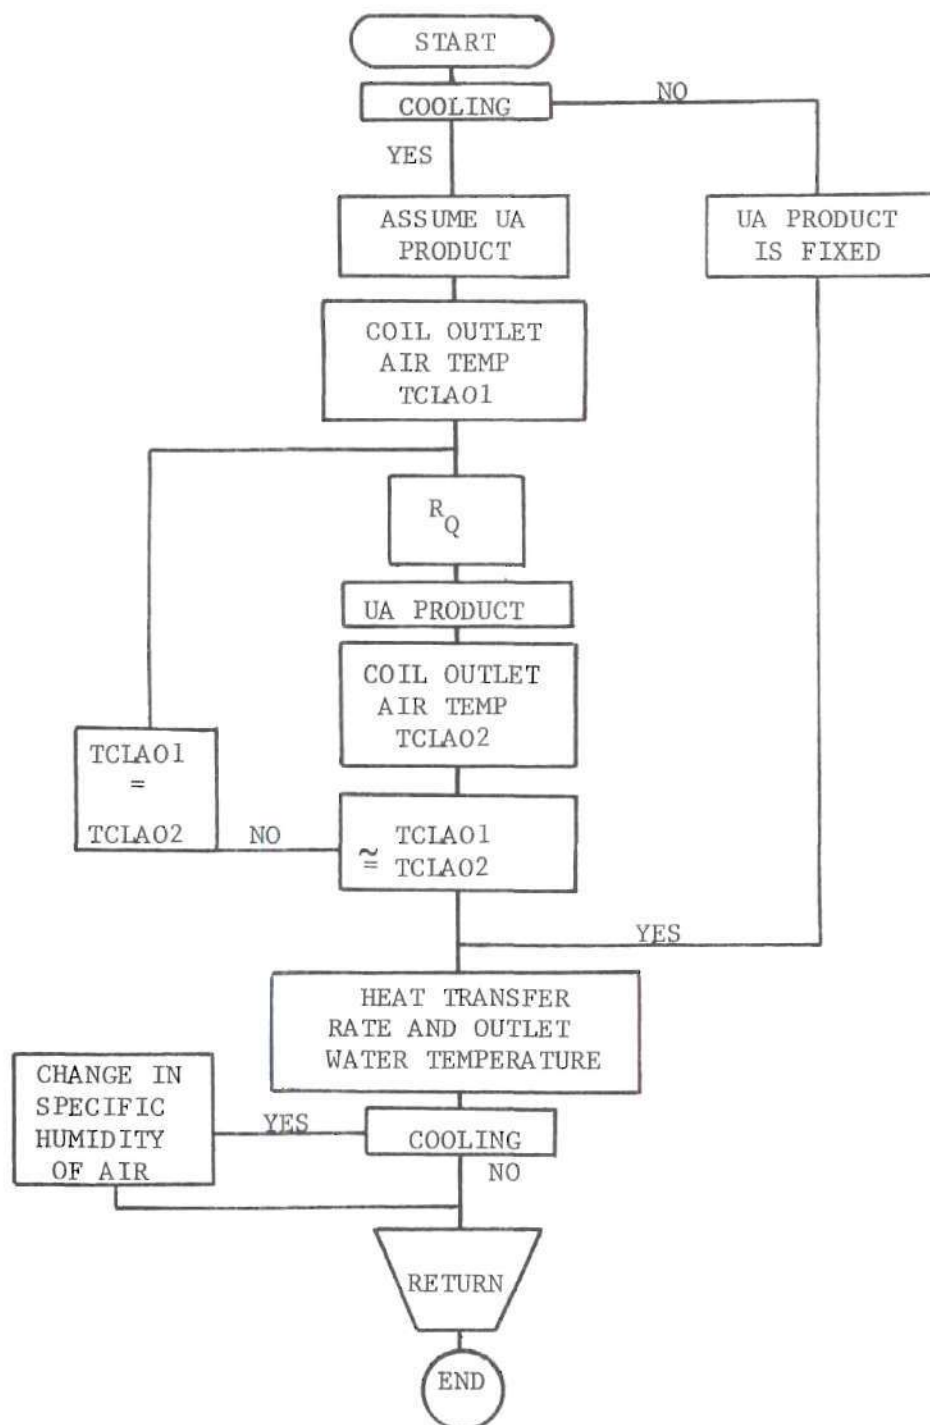 START
COOLING
NO
YES
ASSUME UA
PRODUCT
UA PRODUCT
IS FIXED
COIL OUTLET
AIR TEMP
TCLAO1
R
Q
UA PRODUCT
COIL OUTLET
AIR TEMP
TCLAO2
TCLAO1
=
TCLAO2
NO
TCLAO1
≅ TCLAO2
YES
HEAT TRANSFER
RATE AND OUTLET
WATER TEMPERATURE
CHANGE IN
SPECIFIC
HUMIDITY
OF AIR
YES
COOLING
NO
RETURN
END